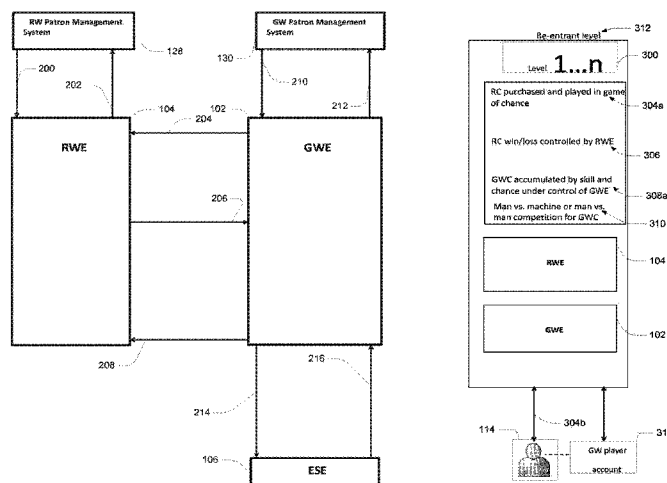 RW Patron Management
System
128
200
202
104
RWE
GW Patron Management
System
130
210
212
102
204
GWE
206
208
214
216
106
ESE
Re-entrant level
312
Level 1...n
300
RC purchased and played in game
of chance
304a
RC win/loss controlled by RWE
306
GWC accumulated by skill and
chance under control of GWE
308a
Man vs. machine or man vs.
man competition for GWC
310
RWE
104
GWE
102
304b
114
GW player
account
31